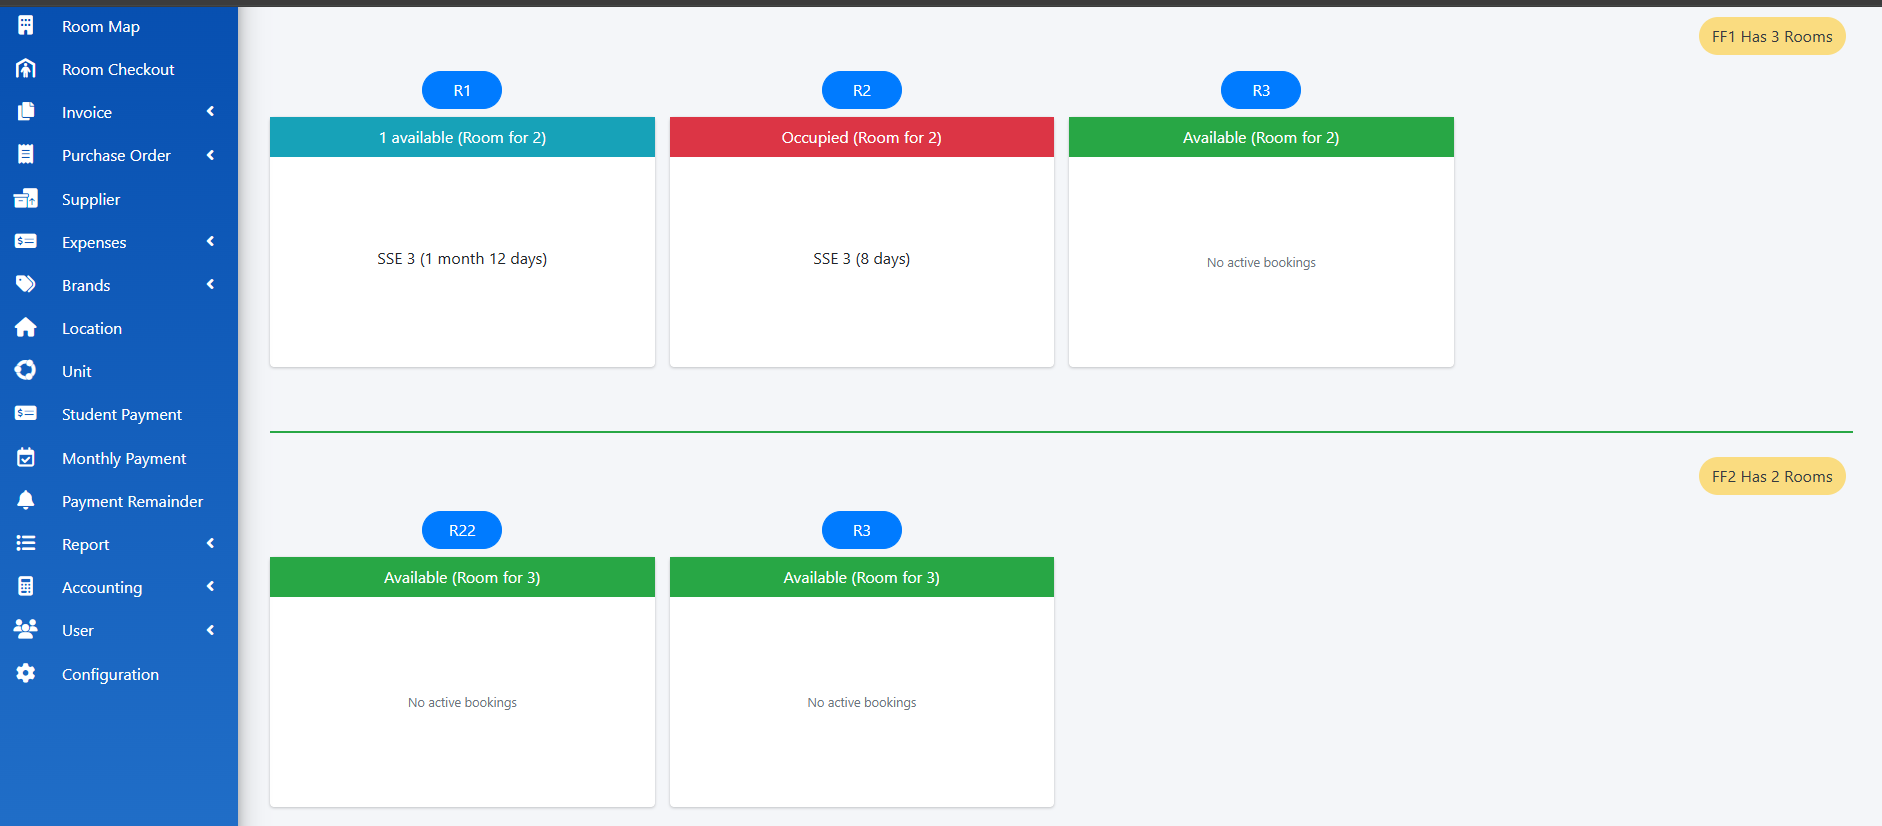 Room Map
Room Checkout
Invoice
Purchase Order
Supplier
Expenses
Brands
Location
Unit
Student Payment
Monthly Payment
Payment Remainder
Report
Accounting
User
Configuration
FF1 Has 3 Rooms
R1
1 available (Room for 2)
SSE 3 (1 month 12 days)
R2
Occupied (Room for 2)
SSE 3 (8 days)
R3
Available (Room for 2)
No active bookings
FF2 Has 2 Rooms
R22
Available (Room for 3)
No active bookings
R3
Available (Room for 3)
No active bookings